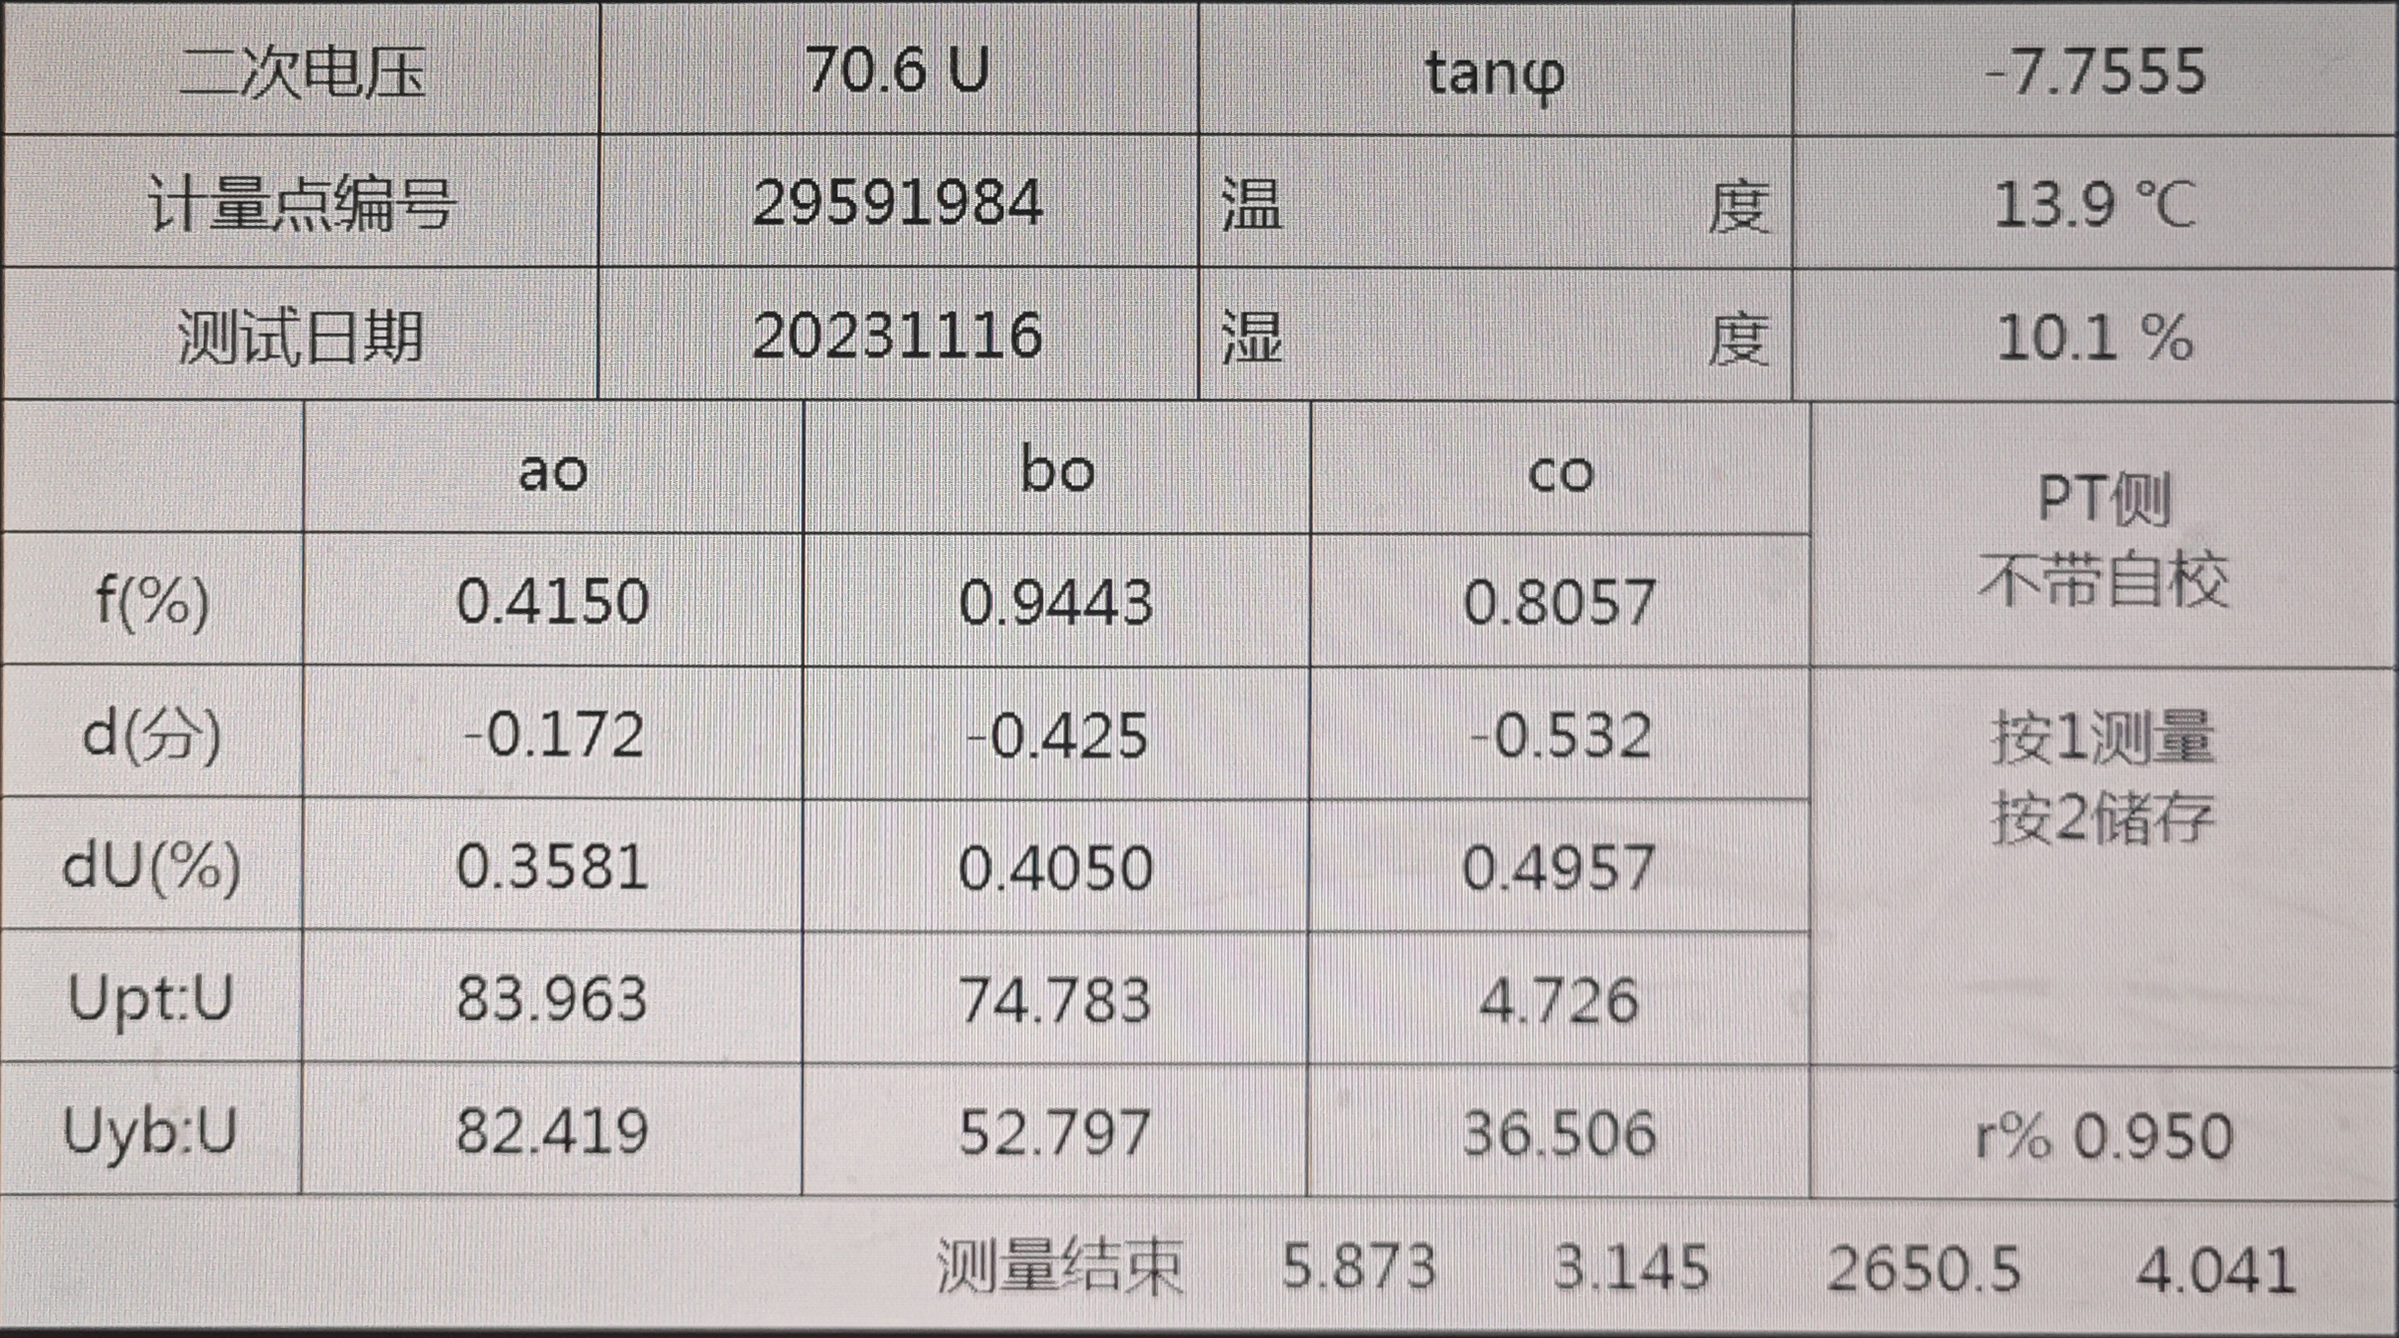 二次电压 70.6 U tanφ -7.7555
计量点编号 29591984 温 度 13.9 ℃
测试日期 20231116 湿 度 10.1 %
ao bo co PT侧
不带自校
f(%) 0.4150 0.9443 0.8057
d(分) -0.172 -0.425 -0.532 按1测量
按2储存
dU(%) 0.3581 0.4050 0.4957
Upt:U 83.963 74.783 4.726
Uyb:U 82.419 52.797 36.506 r% 0.950
测量结束 5.873 3.145 2650.5 4.041